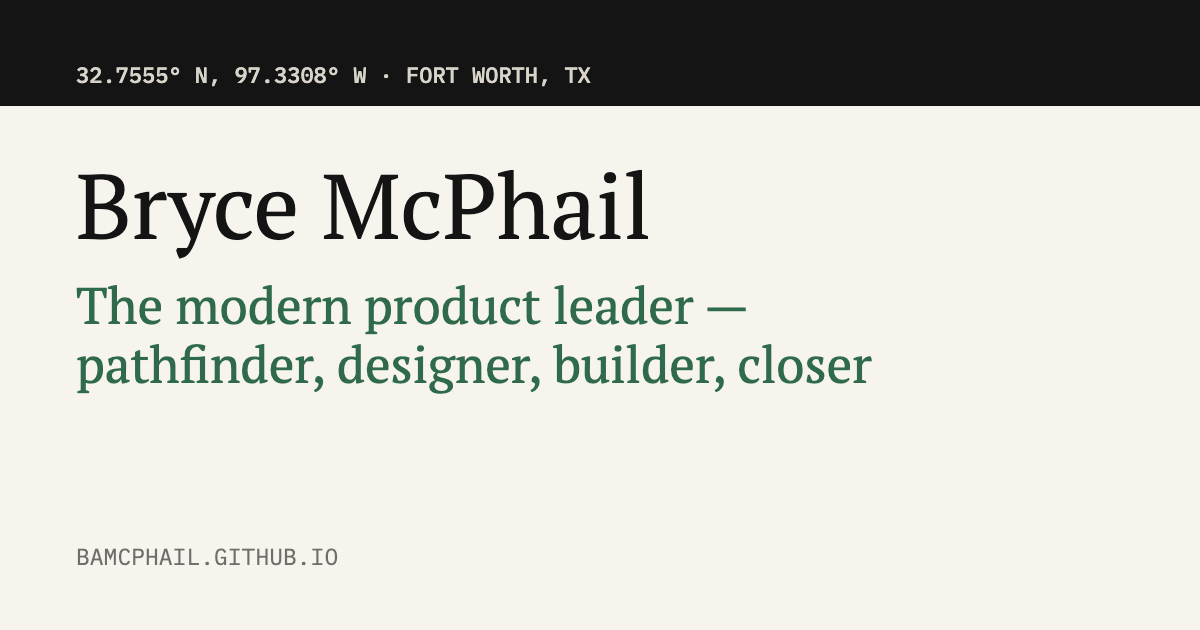 32.7555° N, 97.3308° W · FORT WORTH, TX
Bryce McPhail
The modern product leader —
pathfinder, designer, builder, closer
BAMCPHAIL.GITHUB.IO